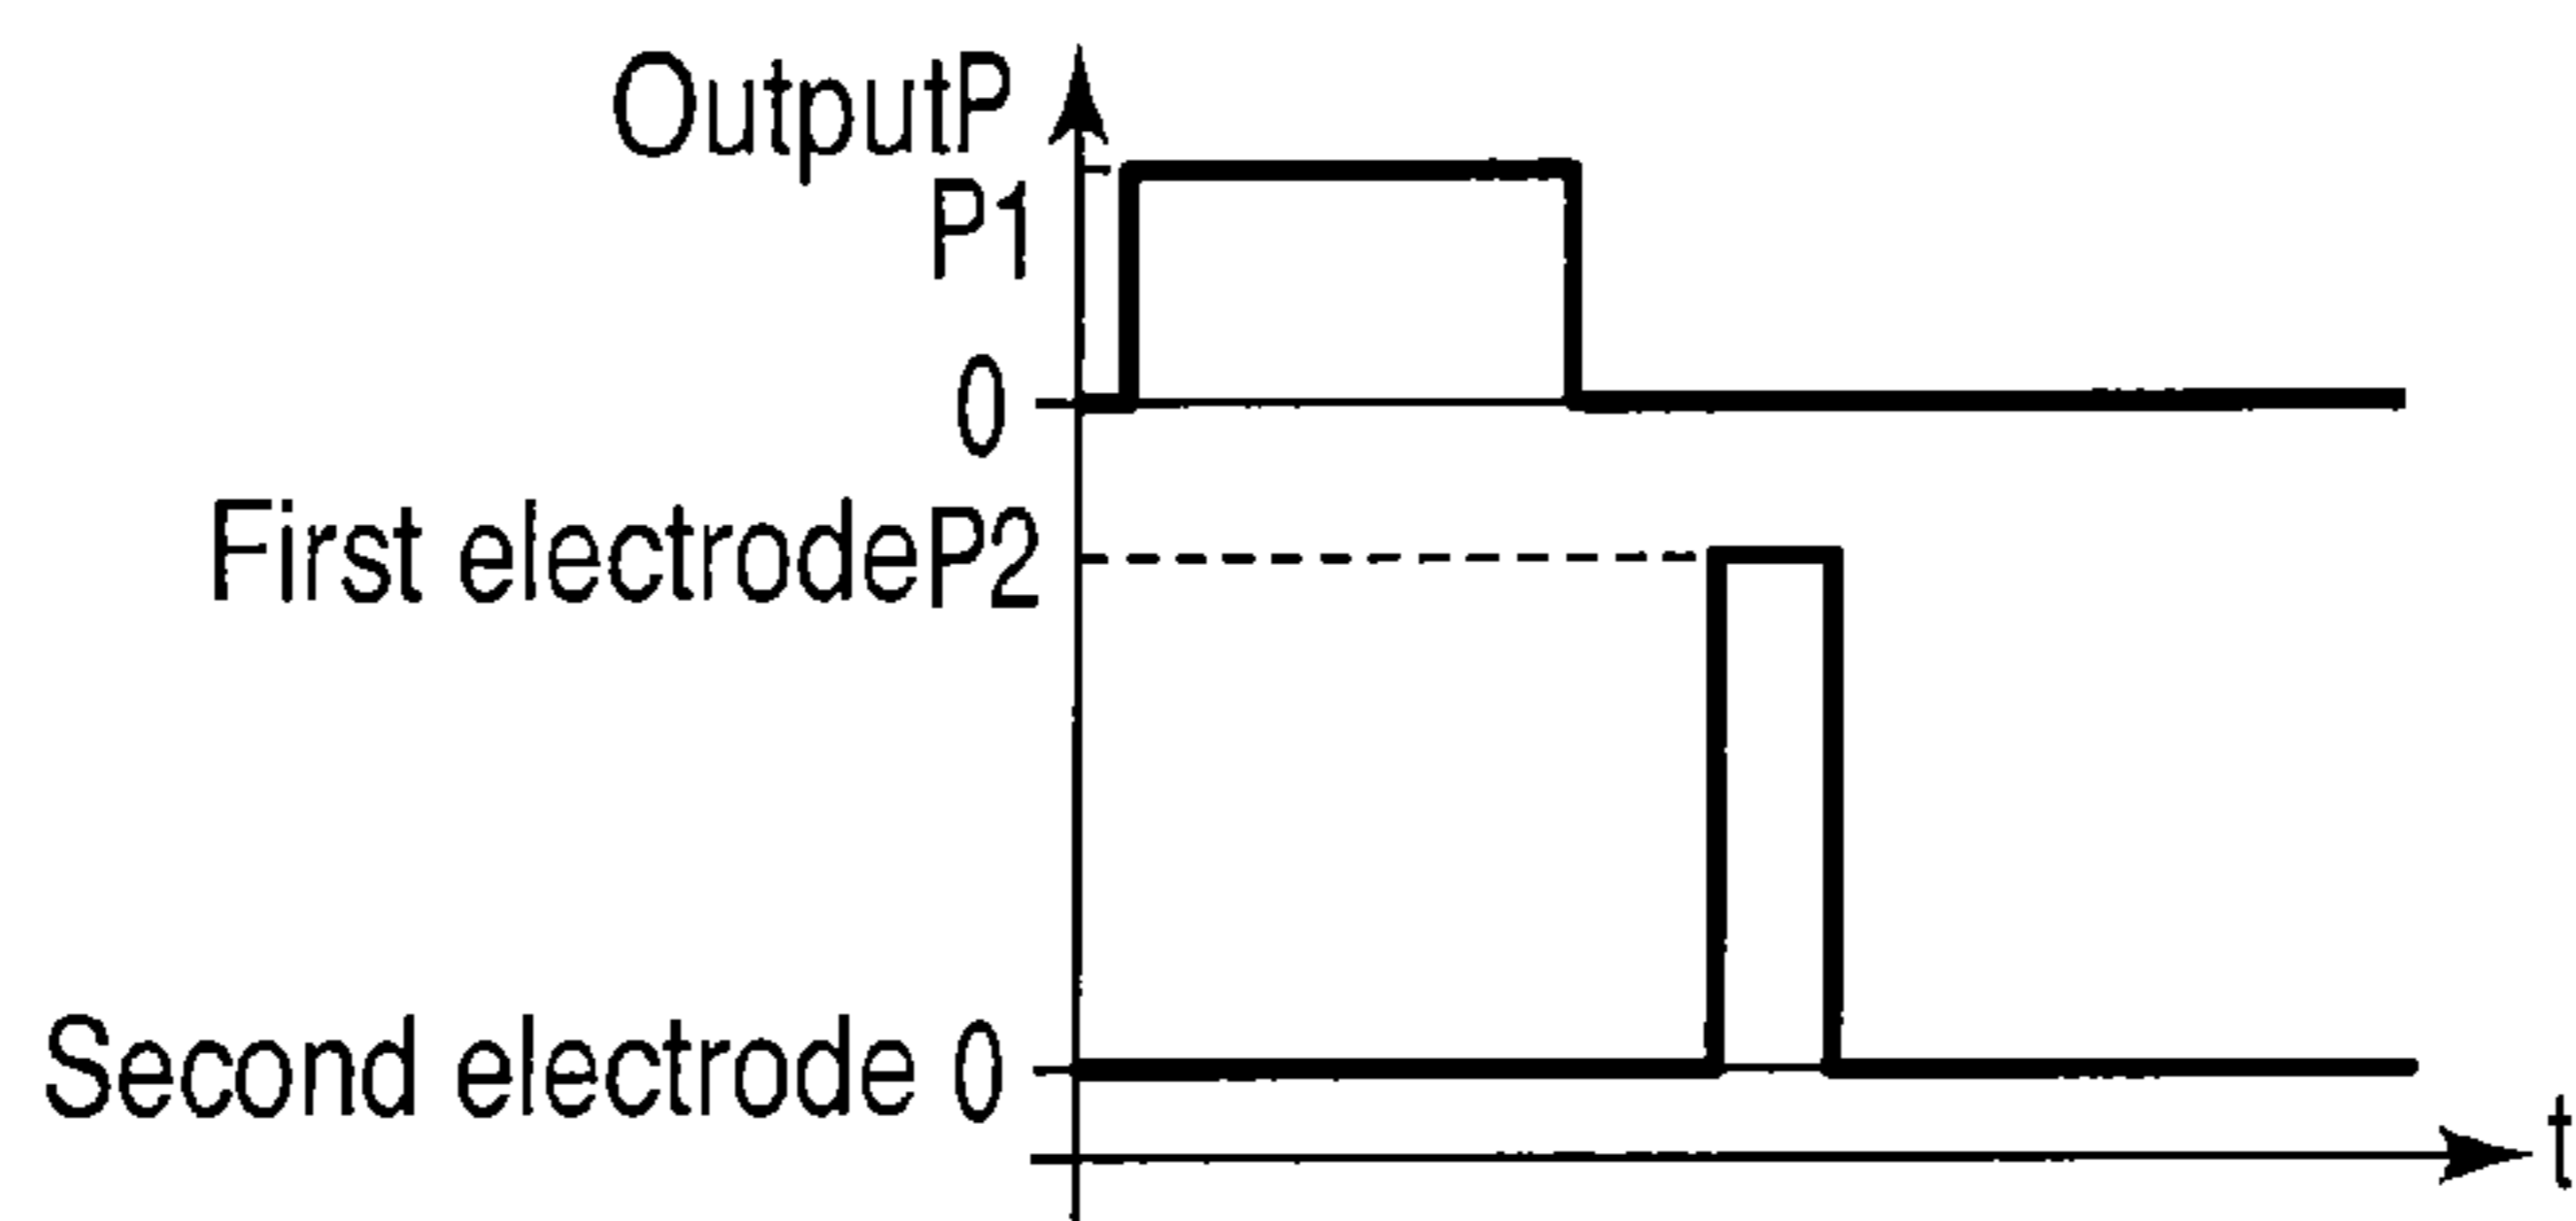 OutputP
P1
0
First electrodeP2
Second electrode 0
t